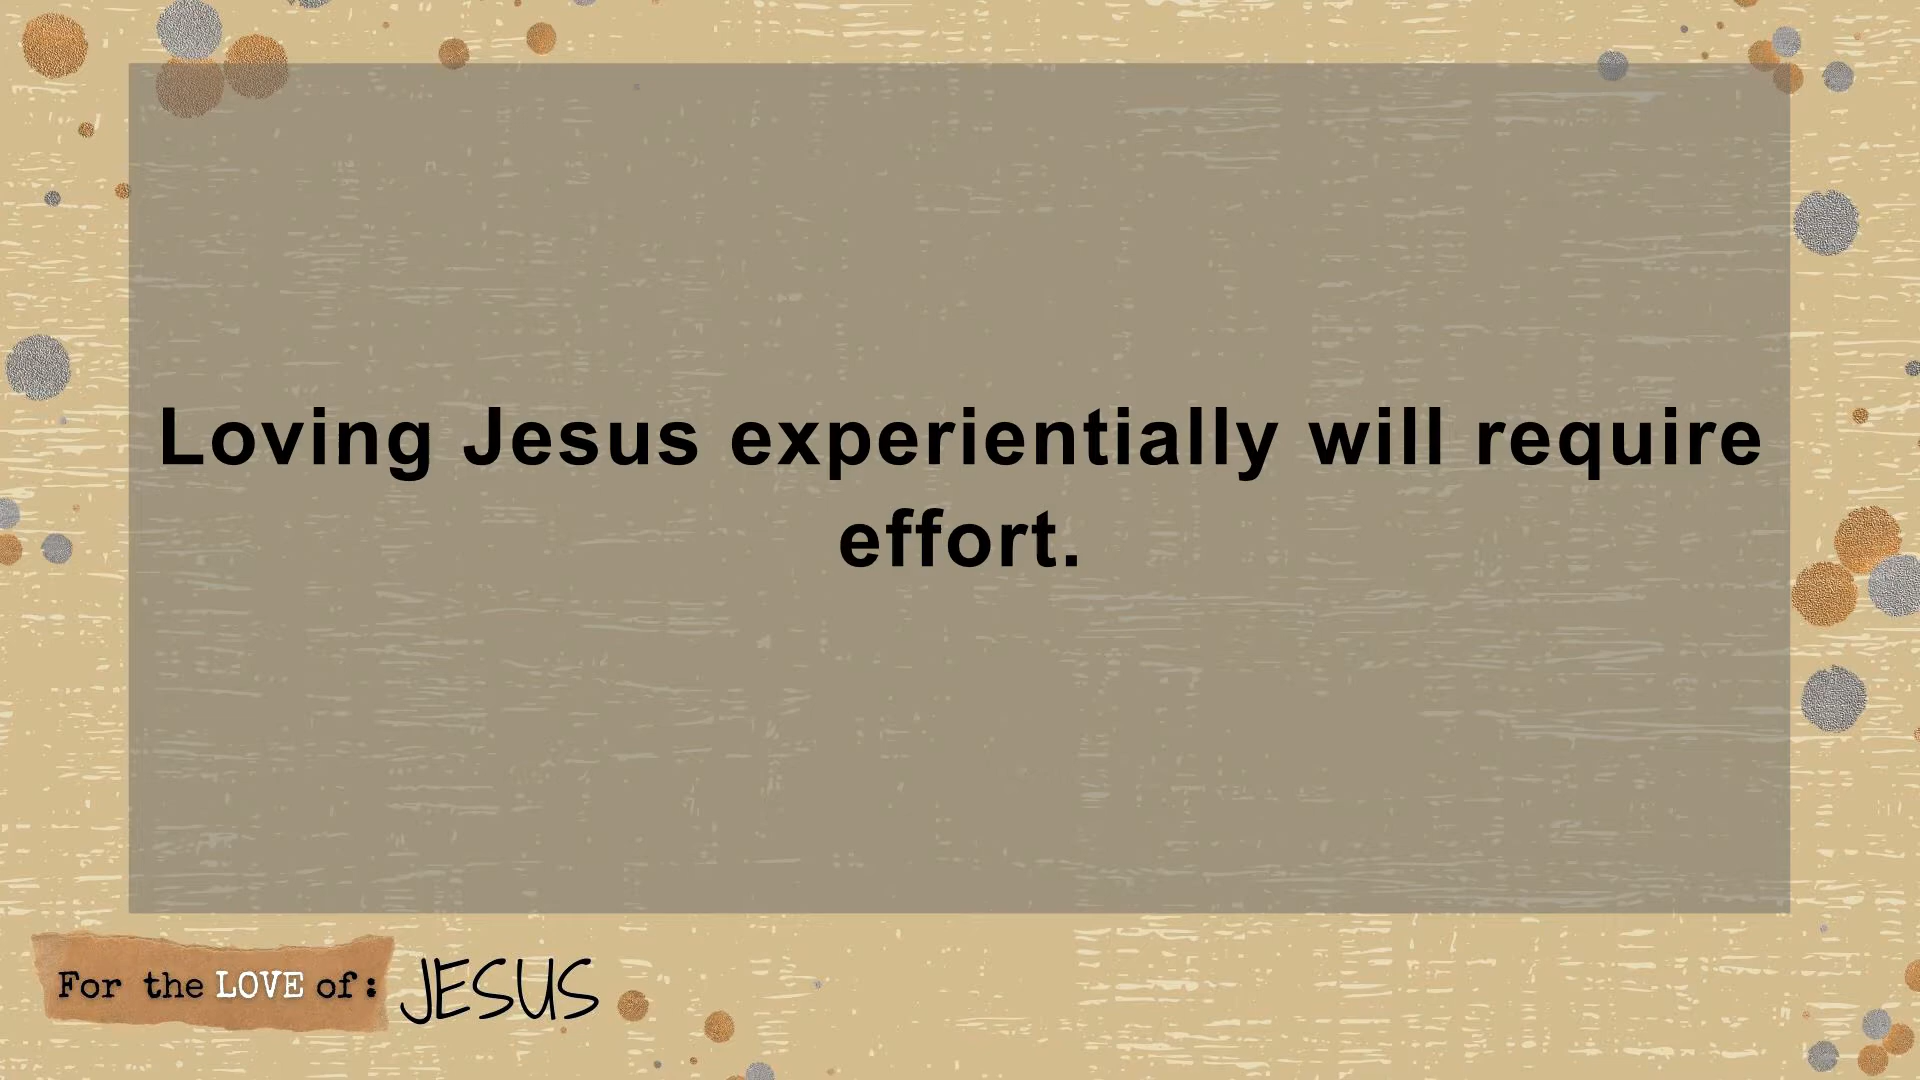 Loving Jesus experientially will require
effort.
For the LOVE of: JESUS